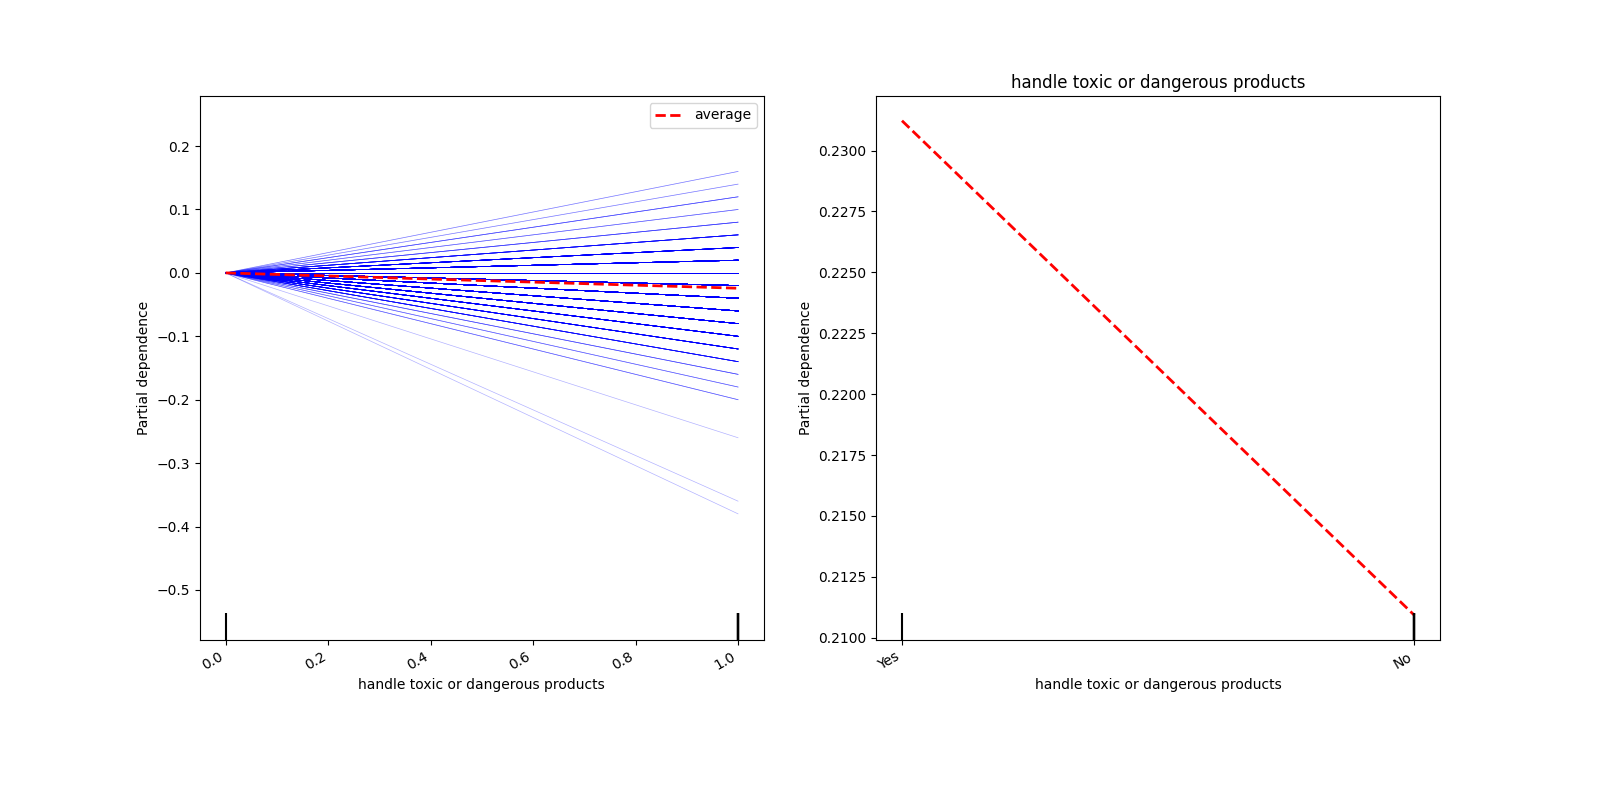 average
0.2
0.1
0.0
−0.1
−0.2
−0.3
−0.4
−0.5
Partial dependence
0.0
0.2
0.4
0.6
0.8
1.0
handle toxic or dangerous products
handle toxic or dangerous products
0.2300
0.2275
0.2250
0.2225
0.2200
0.2175
0.2150
0.2125
0.2100
Partial dependence
Yes
No
handle toxic or dangerous products